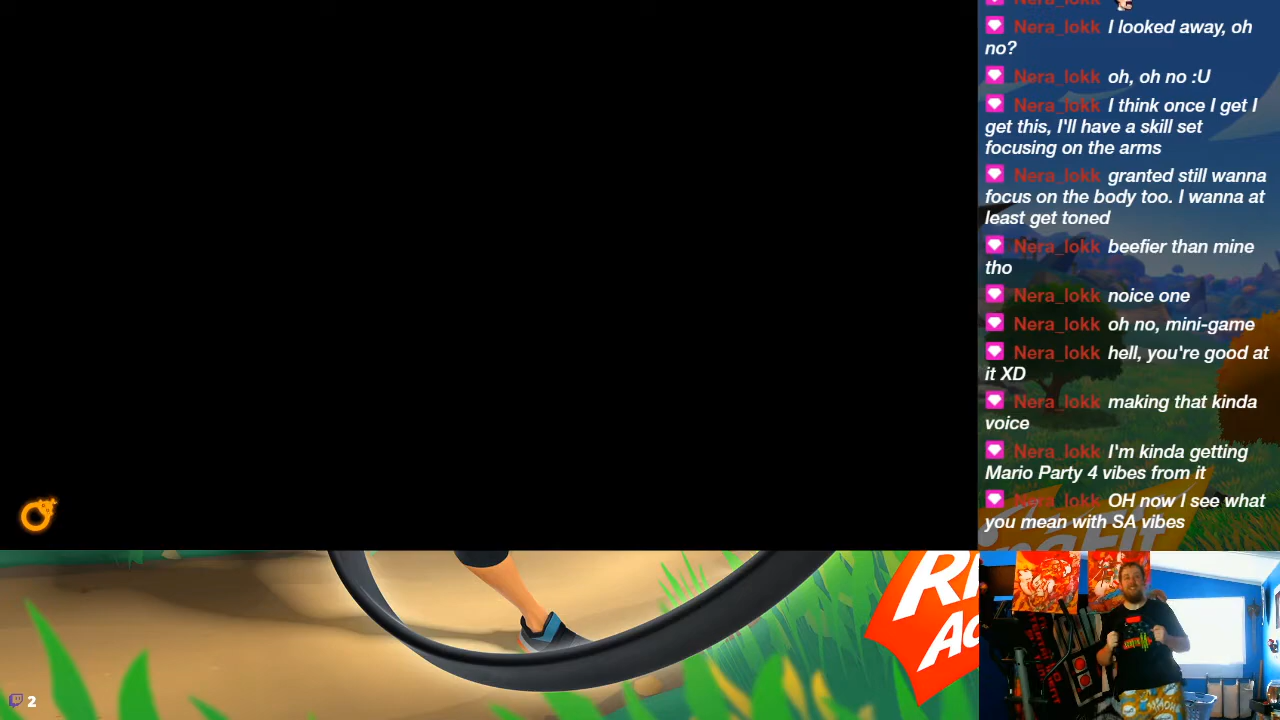 Nera_lokk
Nera_lokk I looked away, oh
no?
Nera_lokk oh, oh no :U
Nera_lokk I think once I get I
get this, I'll have a skill set
focusing on the arms
Nera_lokk granted still wanna
focus on the body too. I wanna at
least get toned
Nera_lokk beefier than mine
tho
Nera_lokk noice one
Nera_lokk oh no, mini-game
Nera_lokk hell, you're good at
it XD
Nera_lokk making that kinda
voice
Nera_lokk I'm kinda getting
Mario Party 4 vibes from it
Nera_lokk OH now I see what
you mean with SA vibes
2